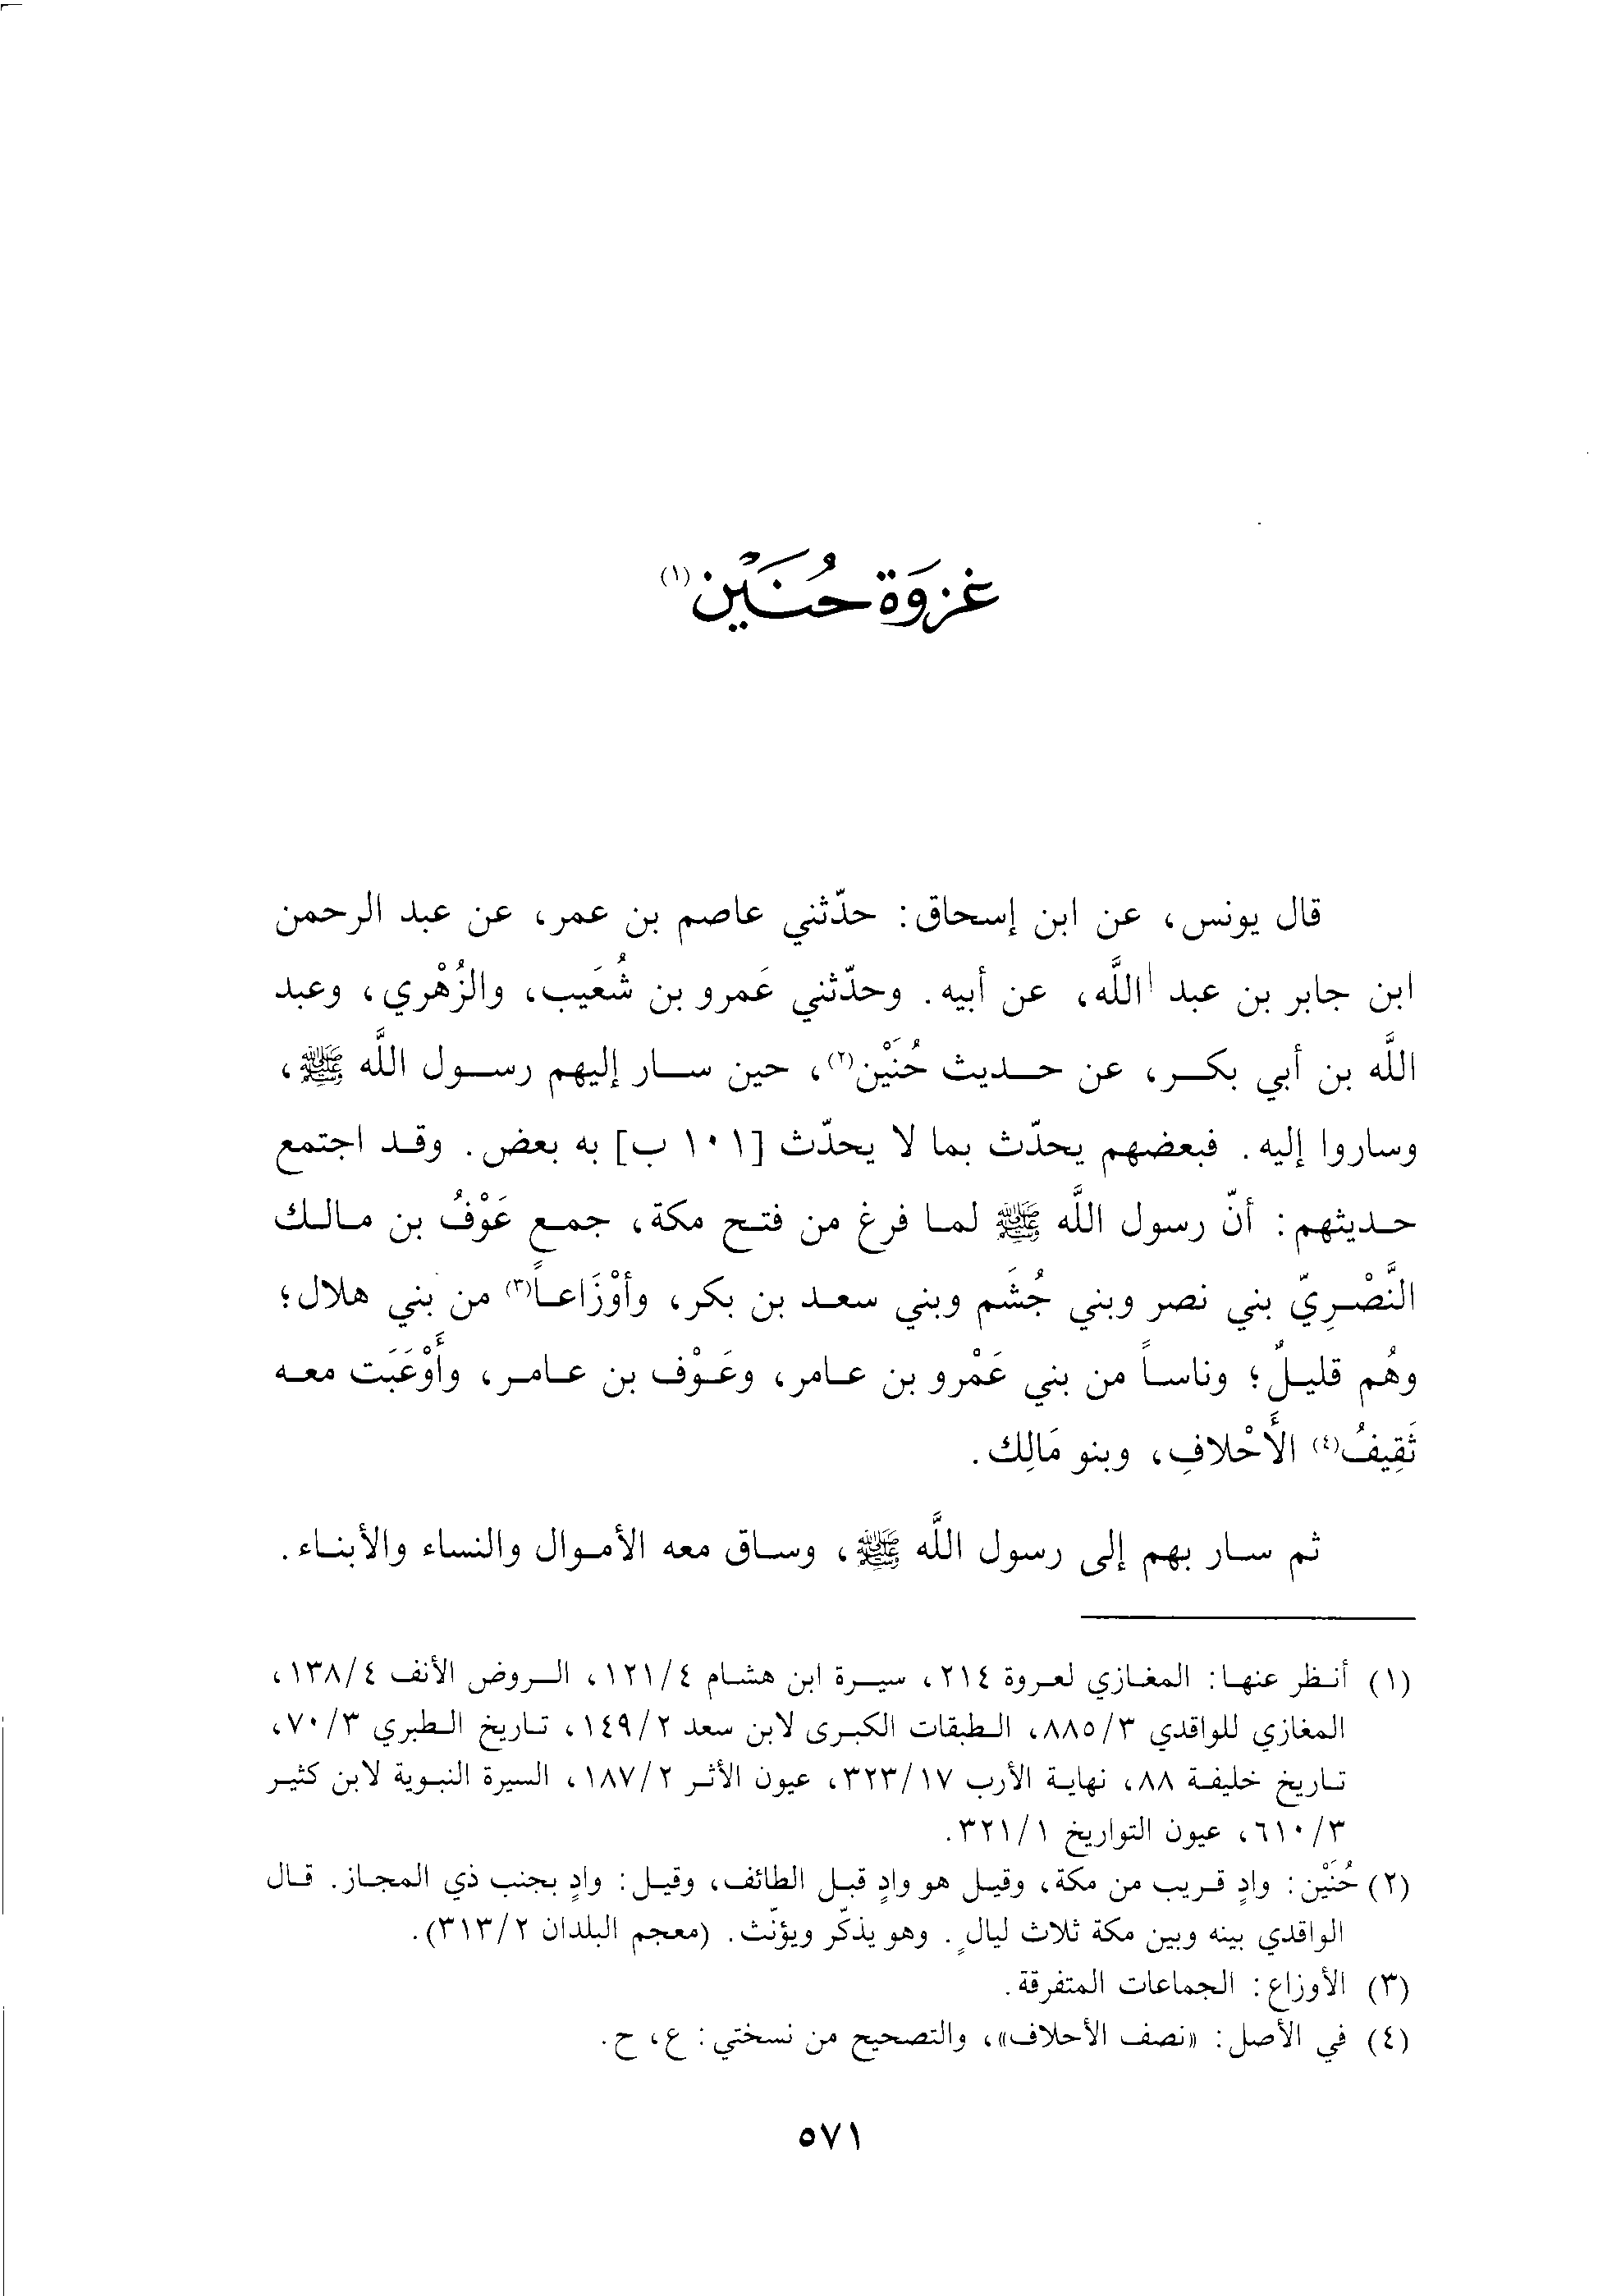 غزوة حُنَيْن(١)
قال يونس، عن ابن إسحاق: حدّثني عاصم بن عمر، عن عبد الرحمن
ابن جابر بن عبد اللَّه، عن أبيه. وحدّثني عَمرو بن شُعَيب، والزُهْري، وعبد
اللَّه بن أبي بكر، عن حديث حُنَيْن(٢)، حين سار إليهم رسول اللَّه ﷺ،
وساروا إليه. فبعضهم يحدّث بما لا يحدّث [١٠١ ب] به بعض. وقد اجتمع
حديثهم: أنّ رسول اللَّه ﷺ لما فرغ من فتح مكة، جمع عَوْفُ بن مالك
النَّصْرِيّ بني نصر وبني جُشَم وبني سعد بن بكر، وأوْزَاعاً(٣) من بني هلال؛
وهُم قليلٌ؛ وناساً من بني عَمْرو بن عامر، وعَوْف بن عامر، وأَوْعَبَت معه
ثَقِيفُ(٤) الأَحْلافِ، وبنو مَالِك.
ثم سار بهم إلى رسول اللَّه ﷺ، وساق معه الأموال والنساء والأبناء.
(١) أنظر عنها: المغازي لعروة ٢١٤، سيرة ابن هشام ١٢١/٤، الروض الأنف ١٣٨/٤،
المغازي للواقدي ٨٨٥/٣، الطبقات الكبرى لابن سعد ١٤٩/٢، تاريخ الطبري ٧٠/٣،
تاريخ خليفة ٨٨، نهاية الأرب ٣٢٣/١٧، عيون الأثر ١٨٧/٢، السيرة النبوية لابن كثير
٦١٠/٣، عيون التواريخ ٣٢١/١.
(٢) حُنَيْن: وادٍ قريب من مكة، وقيل هو وادٍ قبل الطائف، وقيل: وادٍ بجنب ذي المجاز. قال
الواقدي بينه وبين مكة ثلاث ليالٍ. وهو يذكّر ويؤنّث. (معجم البلدان ٣١٣/٢).
(٣) الأوزاع: الجماعات المتفرقة.
(٤) في الأصل: «نصف الأحلاف»، والتصحيح من نسختي: ع، ح.
٥٧١